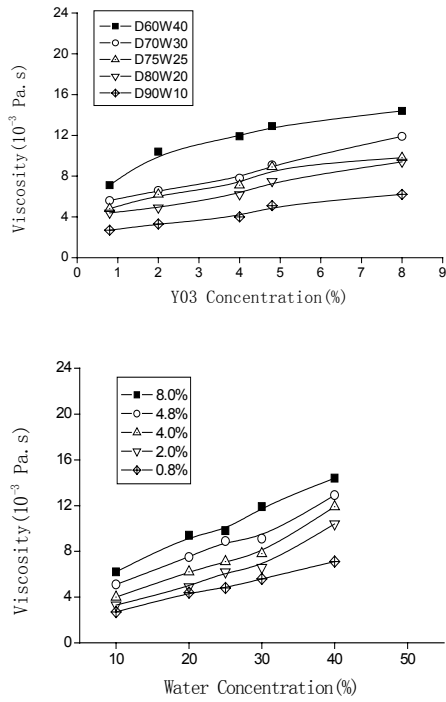 24
20
16
12
8
4
0
Viscosity(10⁻³ Pa.s)
D60W40
D70W30
D75W25
D80W20
D90W10
0 1 2 3 4 5 6 7 8 9
Y03 Concentration(%)
24
20
16
12
8
4
0
Viscosity(10⁻³ Pa.s)
8.0%
4.8%
4.0%
2.0%
0.8%
10 20 30 40 50
Water Concentration(%)